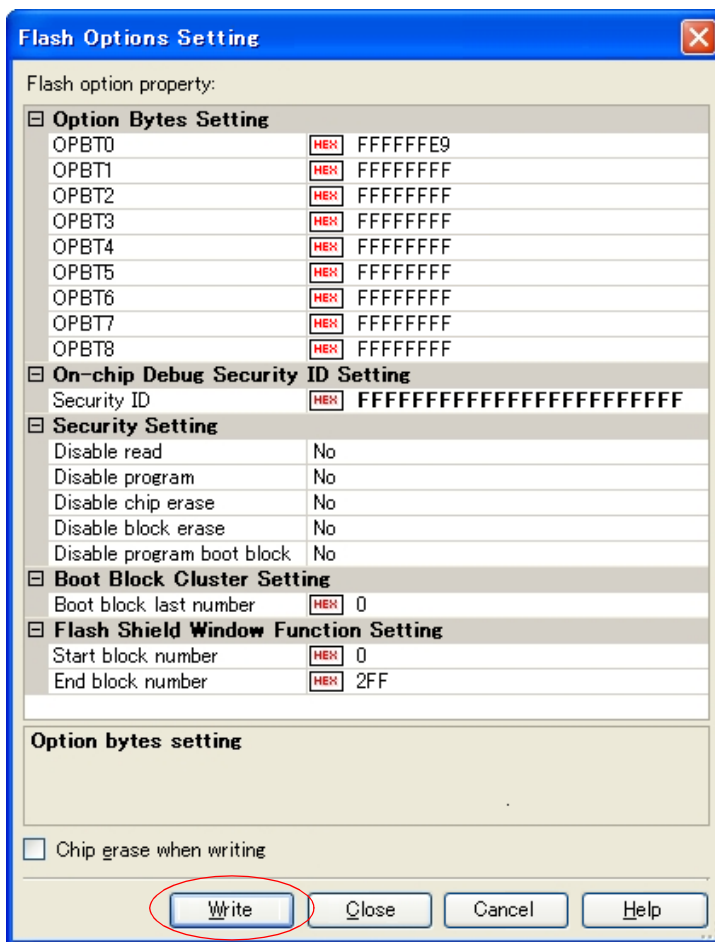 Flash Options Setting
Flash option property:
Option Bytes Setting
OPBT0 HEX FFFFFFE9
OPBT1 HEX FFFFFFFF
OPBT2 HEX FFFFFFFF
OPBT3 HEX FFFFFFFF
OPBT4 HEX FFFFFFFF
OPBT5 HEX FFFFFFFF
OPBT6 HEX FFFFFFFF
OPBT7 HEX FFFFFFFF
OPBT8 HEX FFFFFFFF
On-chip Debug Security ID Setting
Security ID HEX FFFFFFFFFFFFFFFFFFFFFFFF
Security Setting
Disable read No
Disable program No
Disable chip erase No
Disable block erase No
Disable program boot block No
Boot Block Cluster Setting
Boot block last number HEX 0
Flash Shield Window Function Setting
Start block number HEX 0
End block number HEX 2FF
Option bytes setting
Chip erase when writing
Write Close Cancel Help